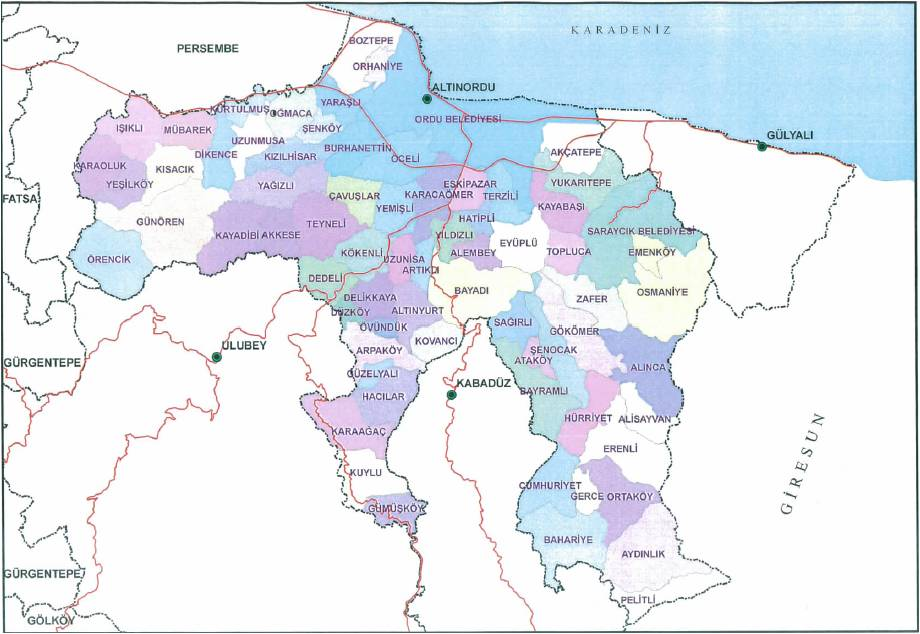 KARADENİZ
PERSEMBE
BOZTEPE
ORHANİYE
ALTINORDU
ORDU BELEDİYESİ
GÜLYALI
KURTULMUŞ
OĞMACA
YARAŞLI
ŞENKÖY
IŞIKLI
MÜBAREK
UZUNMUSA
DİKENCE
KIZILHİSAR
BURHANETTİN
ÖCELİ
AKÇATEPE
KARAOLUK
KISACIK
YEŞİLKÖY
YAĞIZLI
ÇAVUŞLAR
YEMİŞLİ
KARACAÖMER
ESKİPAZAR
TERZİLİ
YUKARITEPE
KAYABAŞI
FATSA
GÜNÖREN
KAYADİBİ
AKKESE
TEYNELİ
HATİPLİ
YILDIZLI
EYÜPLÜ
SARAYCIK BELEDİYESİ
EMENKÖY
ÖRENCİK
KÖKENLİ
UZUNİSA
ARTIKLI
ALEMBEY
TOPLUCA
DEDELİ
BAYADI
OSMANİYE
DELİKKAYA
DÜZKÖY
ALTINYURT
ZAFER
ÖVÜNDÜK
KOVANCI
SAĞIRLI
GÖKÖMER
ULUBEY
ARPAKÖY
ŞENOCAK
ATAKÖY
ALINCA
GÜRGENTEPE
GÜZELYALI
KABADÜZ
BAYRAMLI
HACILAR
HÜRRİYET
ALİSAYVAN
KARAAĞAÇ
ERENLİ
GİRESUN
KUYLU
CUMHURİYET
GERCE
ORTAKÖY
GÜMÜŞKÖY
BAHARİYE
AYDINLIK
GÜRGENTEPE
PELİTLİ
GÖLKÖY